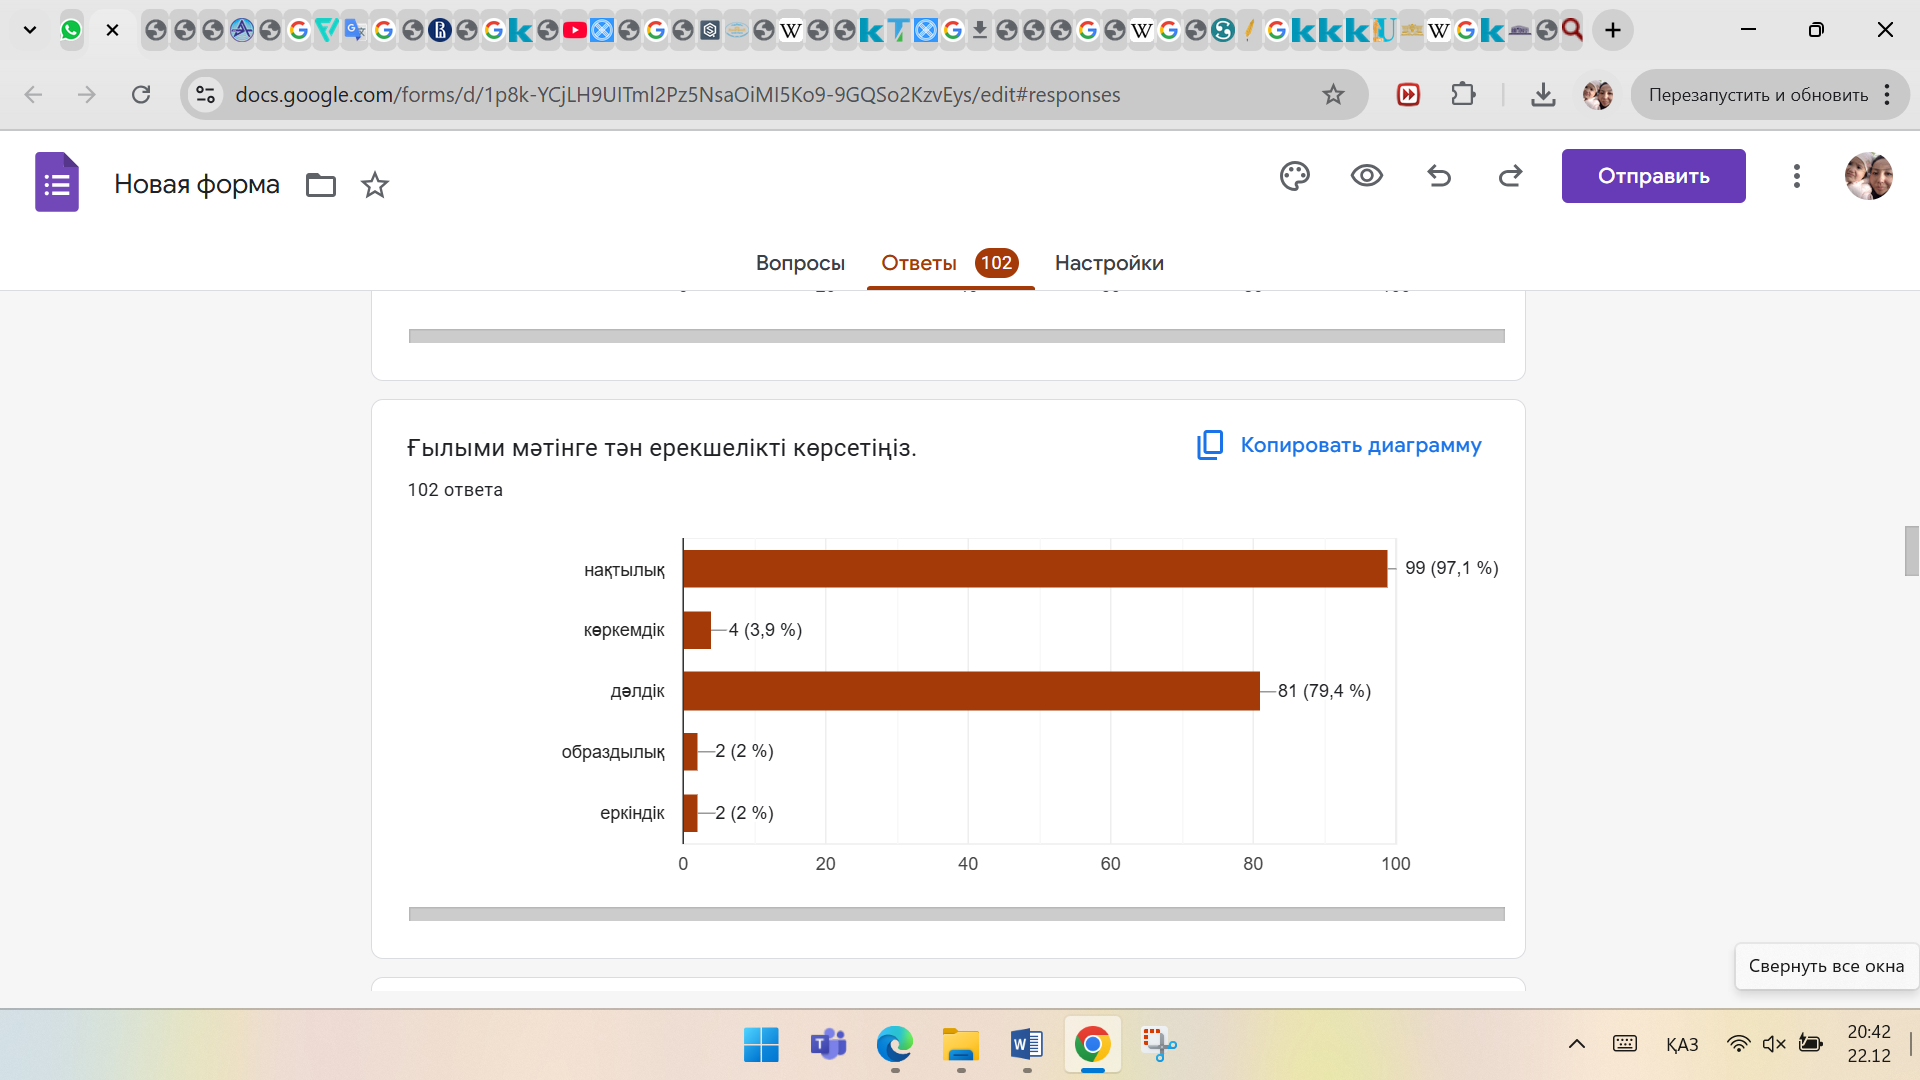 docs.google.com/forms/d/1p8k-YCjLH9UITml2Pz5NsaOiMI5Ko9-9GQSo2KzvEys/edit#responses
Перезапустить и обновить
Новая форма
Отправить
Вопросы
Ответы 102
Настройки
Ғылыми мәтінге тән ерекшелікті көрсетіңіз.
Копировать диаграмму
102 ответа
нақтылық 99 (97,1 %)
көркемдік 4 (3,9 %)
дәлдік 81 (79,4 %)
образдылық 2 (2 %)
еркіндік 2 (2 %)
0 20 40 60 80 100
Свернуть все окна
ҚАЗ
20:42
22.12